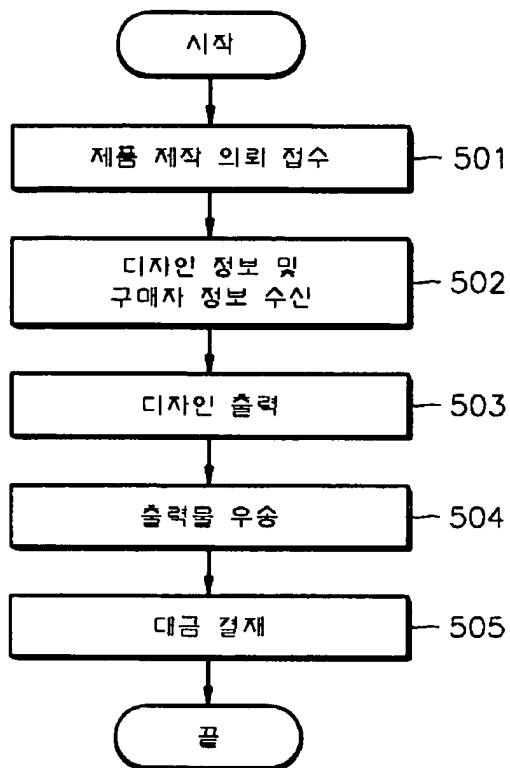 시작
제품 제작 의뢰 접수
501
디자인 정보 및
구매자 정보 수신
502
디자인 출력
503
출력물 우송
504
대금 결재
505
끝